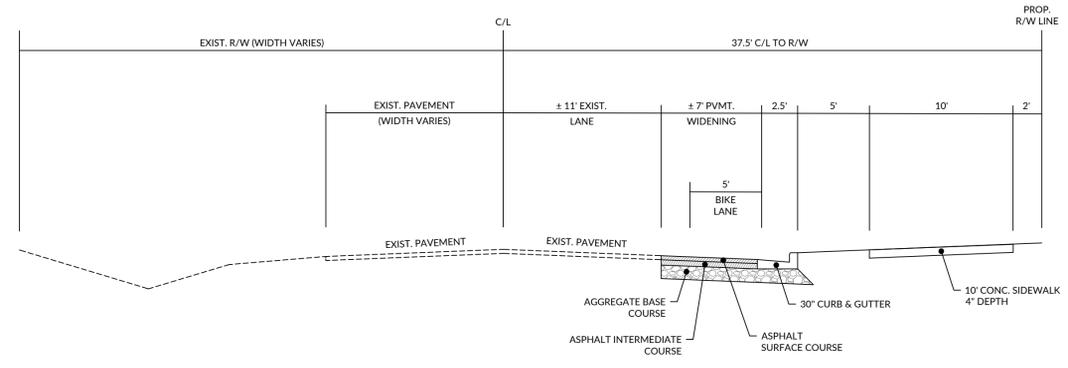 PROP.
R/W LINE
C/L
EXIST. R/W (WIDTH VARIES)
37.5' C/L TO R/W
EXIST. PAVEMENT
(WIDTH VARIES)
± 11' EXIST.
LANE
± 7' PVMT.
WIDENING
2.5'
5'
10'
2'
5'
BIKE
LANE
EXIST. PAVEMENT
EXIST. PAVEMENT
AGGREGATE BASE
COURSE
ASPHALT INTERMEDIATE
COURSE
ASPHALT
SURFACE COURSE
30" CURB & GUTTER
10' CONC. SIDEWALK
4" DEPTH